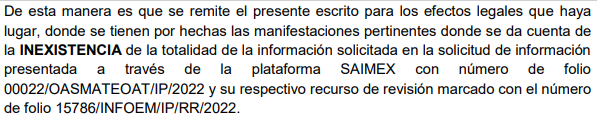 De esta manera es que se remite el presente escrito para los efectos legales que haya
lugar, donde se tienen por hechas las manifestaciones pertinentes donde se da cuenta de
la INEXISTENCIA de la totalidad de la información solicitada en la solicitud de información
presentada a través de la plataforma SAIMEX con número de folio
00022/OASMATEOAT/IP/2022 y su respectivo recurso de revisión marcado con el número
de folio 15786/INFOEM/IP/RR/2022.